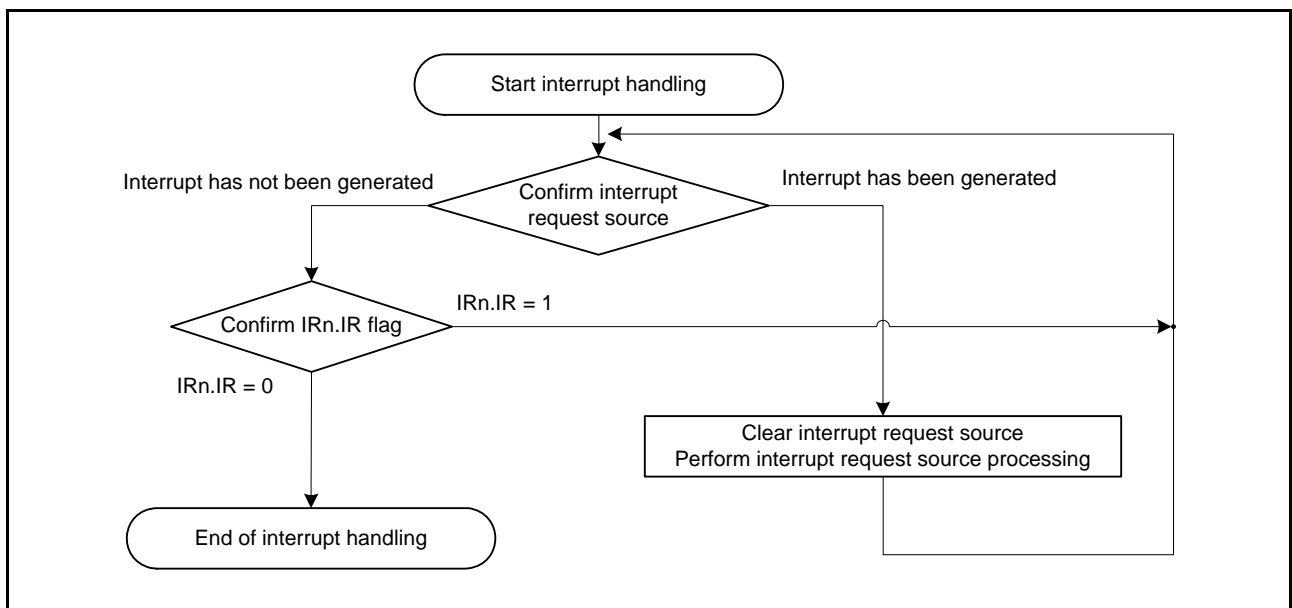 Start interrupt handling
Interrupt has not been generated
Interrupt has been generated
Confirm interrupt
request source
IRn.IR = 1
Confirm IRn.IR flag
IRn.IR = 0
Clear interrupt request source
Perform interrupt request source processing
End of interrupt handling